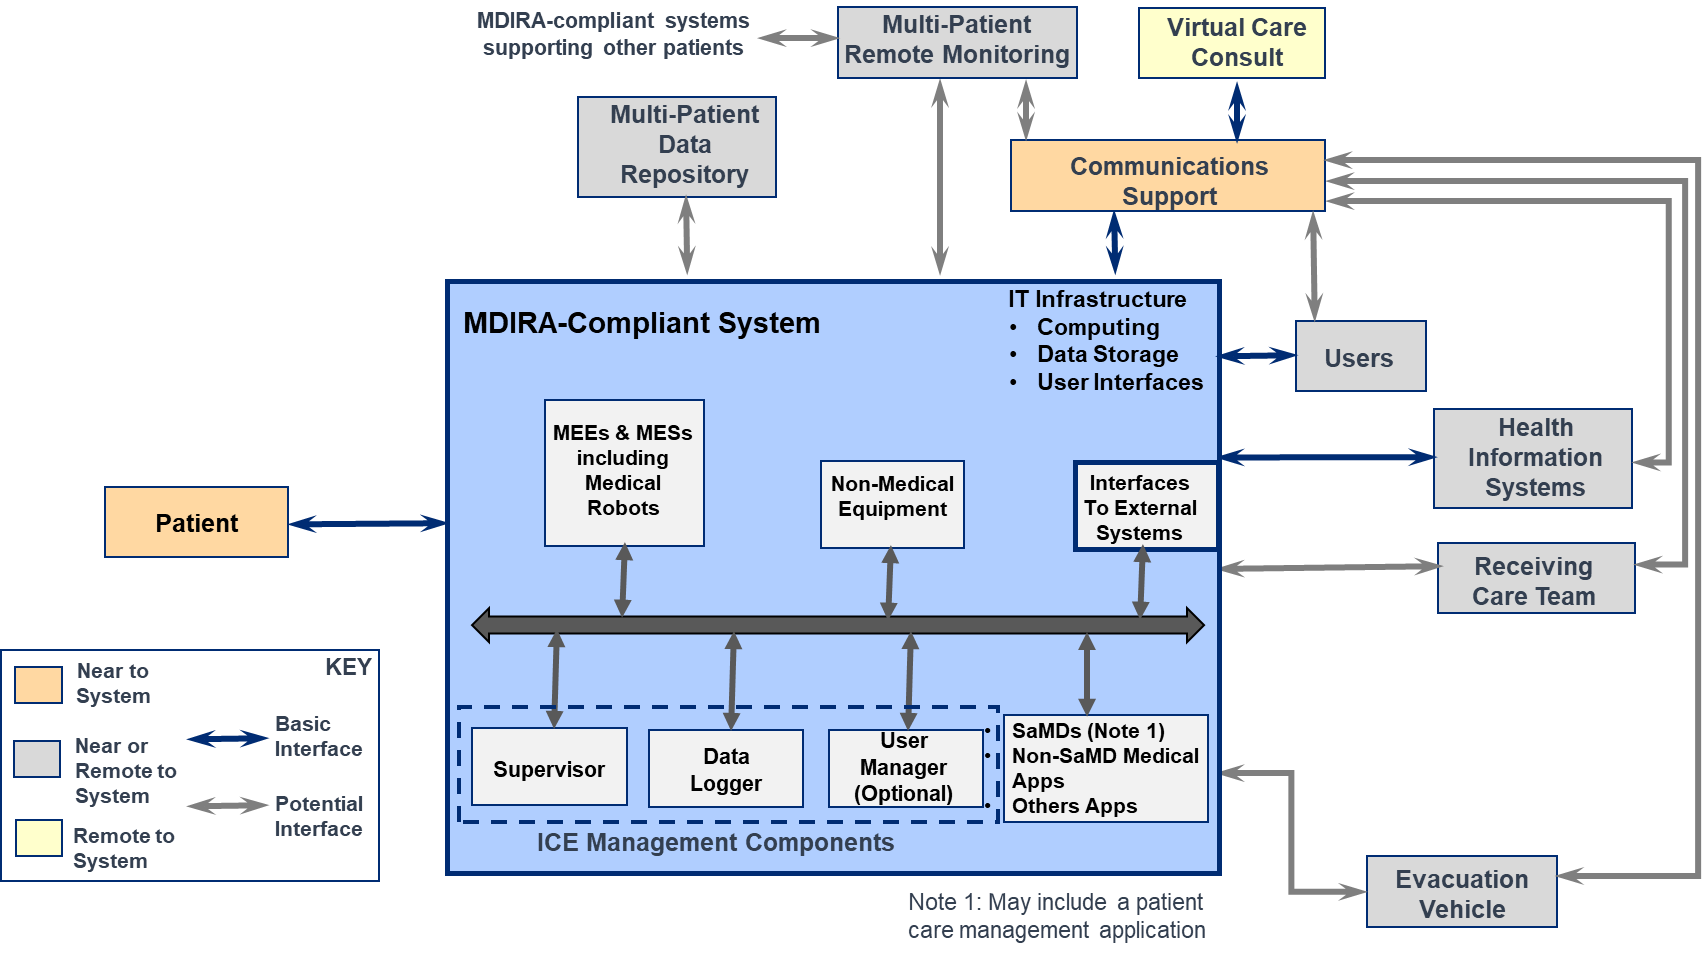 MDIRA-compliant systems
supporting other patients
Multi-Patient
Remote Monitoring
Virtual Care
Consult
Multi-Patient
Data
Repository
Communications
Support
MDIRA-Compliant System
IT Infrastructure
• Computing
• Data Storage
• User Interfaces
Users
MEEs & MESs
including
Medical
Robots
Non-Medical
Equipment
Interfaces
To External
Systems
Health
Information
Systems
Patient
Receiving
Care Team
Supervisor
Data
Logger
User
Manager
(Optional)
• SaMDs (Note 1)
• Non-SaMD Medical
Apps
• Others Apps
ICE Management Components
Evacuation
Vehicle
Note 1: May include a patient
care management application
KEY
Near to
System
Near or
Remote to
System
Remote to
System
Basic
Interface
Potential
Interface